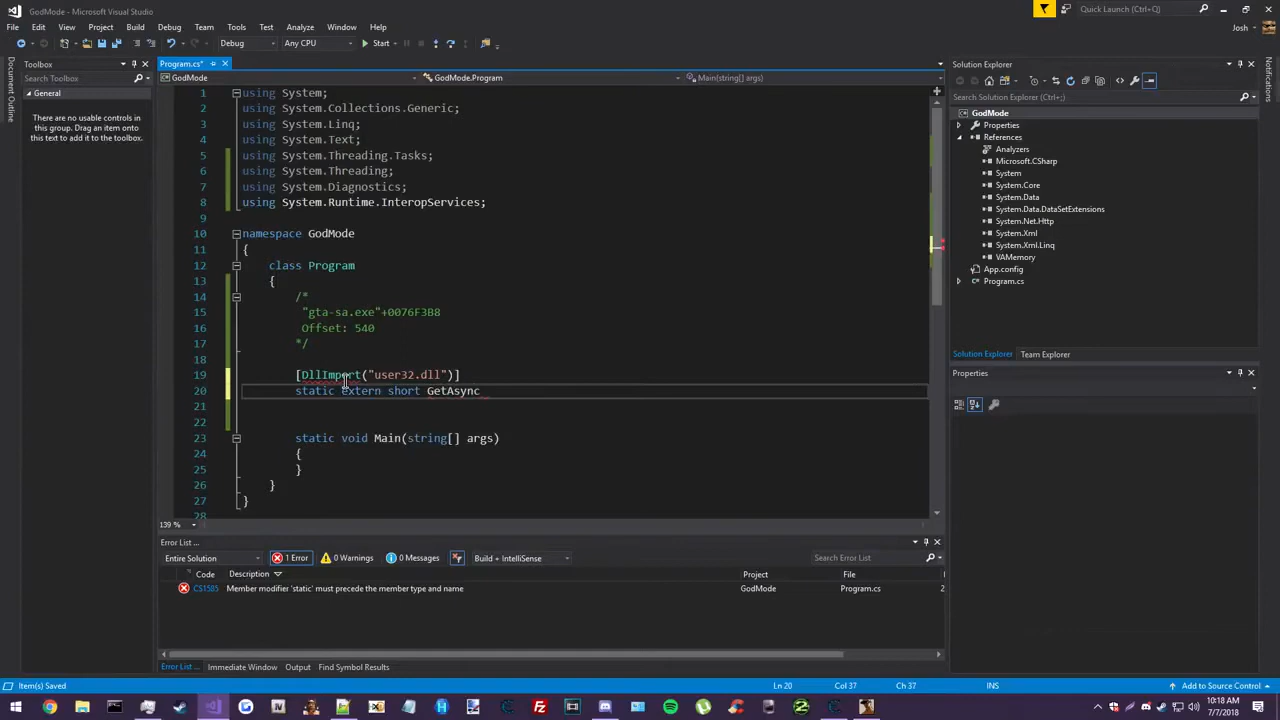 GodMode - Microsoft Visual Studio
Quick Launch (Ctrl+Q)
File Edit View Project Build Debug Team Tools Test Analyze Window Help
Josh
Debug Any CPU Start
Document Outline
Toolbox
Search Toolbox
General
There are no usable controls in
this group. Drag an item onto
this text to add it to the toolbox.
Program.cs*
GodMode GodMode.Program Main(string[] args)
1 using System;
2 using System.Collections.Generic;
3 using System.Linq;
4 using System.Text;
5 using System.Threading.Tasks;
6 using System.Threading;
7 using System.Diagnostics;
8 using System.Runtime.InteropServices;
9
10 namespace GodMode
11 {
12 class Program
13 {
14 /*
15 "gta-sa.exe"+0076F3B8
16 Offset: 540
17 */
18
19 [DllImport("user32.dll")]
20 static extern short GetAsync
21
22
23 static void Main(string[] args)
24 {
25 }
26 }
27 }
28
139 %
Solution Explorer
Search Solution Explorer (Ctrl+;)
GodMode
Properties
References
Analyzers
Microsoft.CSharp
System
System.Core
System.Data
System.Data.DataSetExtensions
System.Net.Http
System.Xml
System.Xml.Linq
VAMemory
App.config
Program.cs
Solution Explorer Team Explorer
Properties
Notifications
Error List ...
Entire Solution 1 Error 0 Warnings 0 Messages Build + IntelliSense Search Error List
Code Description Project File
CS1585 Member modifier 'static' must precede the member type and name GodMode Program.cs 2
Error List ... Immediate Window Output Find Symbol Results
Item(s) Saved Ln 20 Col 37 Ch 37 INS Add to Source Control
10:18 AM
7/7/2018